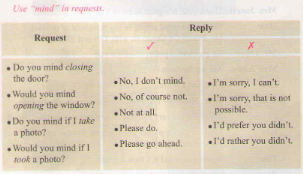 Use "mind" in requests.
Request
Reply
✓
✗
• Do you mind closing
the door?
• Would you mind
opening the window?
• Do you mind if I take
a photo?
• Would you mind if I
took a photo?
• No, I don't mind.
• No, of course not.
• Not at all.
• Please do.
• Please go ahead.
• I'm sorry, I can't.
• I'm sorry, that is not
possible.
• I'd prefer you didn't.
• I'd rather you didn't.